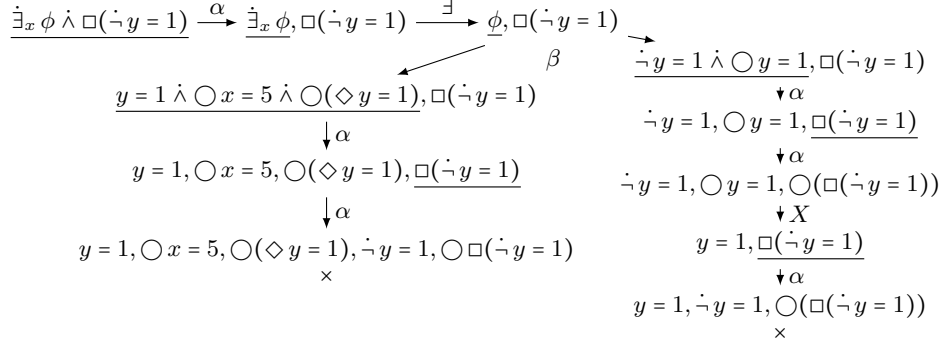 ∃̇ₓ ϕ ∧̇ □(¬̇ y = 1) —α→ ∃̇ₓ ϕ, □(¬̇ y = 1) —∃→ ϕ, □(¬̇ y = 1)
β
y = 1 ∧̇ ◯ x = 5 ∧̇ ◯(◇ y = 1), □(¬̇ y = 1)
↓ α
y = 1, ◯ x = 5, ◯(◇ y = 1), □(¬̇ y = 1)
↓ α
y = 1, ◯ x = 5, ◯(◇ y = 1), ¬̇ y = 1, ◯ □(¬̇ y = 1)
×
¬̇ y = 1 ∧̇ ◯ y = 1, □(¬̇ y = 1)
↓ α
¬̇ y = 1, ◯ y = 1, □(¬̇ y = 1)
↓ α
¬̇ y = 1, ◯ y = 1, ◯(□(¬̇ y = 1))
↓ X
y = 1, □(¬̇ y = 1)
↓ α
y = 1, ¬̇ y = 1, ◯(□(¬̇ y = 1))
×